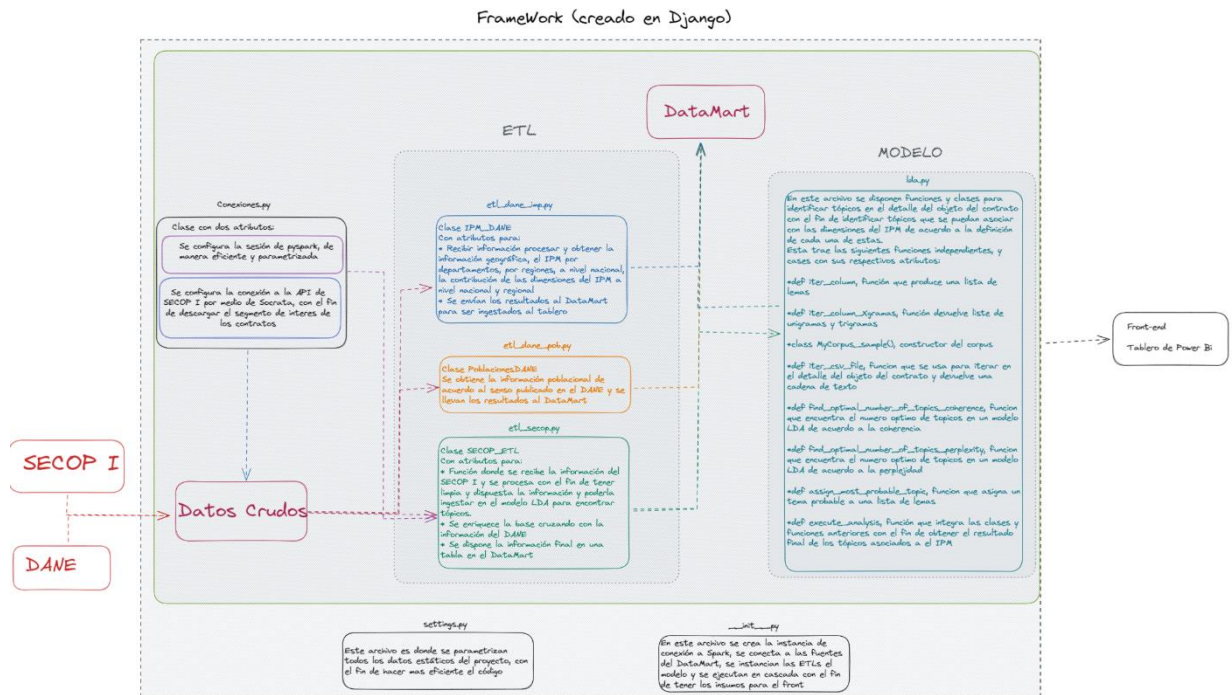 FrameWork (creado en Django)
DataMart
ETL
MODELO
lda.py
Conexiones.py
Clase con dos atributos:
Se configura la sesión de pyspark, de
manera eficiente y parametrizada
Se configura la conexión a la API de
SECOP I por medio de Socrata, con el fin
de descargar el segmento de interes de
los contratos
etl_dane_imp.py
Clase IPM_DANE
Con atributos para:
* Recibir información procesar y obtener la
información geográfica, el IPM por
departamentos, por regiones, a nivel nacional,
la contribución de las dimensiones del IPM a
nivel nacional y regional
* Se envían los resultados al DataMart
para ser ingestados al tablero
etl_dane_pob.py
Clase PoblacionesDANE
Se obtiene la información poblacional de
acuerdo al senso publicado en el DANE y se
llevan los resultados al DataMart
etl_secop.py
Clase SECOP_ETL
Con atributos para:
* Función donde se recibe la información del
SECOP I y se procesa con el fin de tener
limpia y dispuesta la información y poderla
ingestar en el modelo LDA para encontrar
tópicos.
* Se enriquece la base cruzando con la
información del DANE
* Se dispone la información final en una
tabla en el DataMart
En este archivo se disponen funciones y clases para
identificar tópicos en el detalle del objeto del contrato
con el fin de identificar tópicos que se puedan asociar
con las dimensiones del IPM de acuerdo a la definición
de cada una de estas.
Esta trae las siguientes funciones independientes, y
cases con sus respectivos atributos:
*def iter_column, función que produce una lista de
lemas
*def iter_column_Xgramas, función devuelve liste de
unigramas y trigramas
*class MyCorpus_sample(), constructor del corpus
*def iter_csv_file, funcion que se usa para iterar en
el detalle del objeto del contrato y devuelve una
cadena de texto
*def find_optimal_number_of_topics_coherence, funcion
que encuentra el numero optimo de topicos en un modelo
LDA de acuerdo a la coherencia
*def find_optimal_number_of_topics_perplexity, funcion
que encuentra el numero optimo de topicos en un modelo
LDA de acuerdo a la perplejidad
*def assign_most_probable_topic, funcion que asigna un
tema probable a una lista de lemas
*def execute_analysis, función que integra las clases y
funciones anteriores con el fin de obtener el resultado
final de los tópicos asociados a el IPM
Front-end
Tablero de Power Bi
SECOP I
Datos Crudos
DANE
settings.py
Este archivo es donde se parametrizan
todos los datos estáticos del proyecto, con
el fin de hacer mas eficiente el código
__init__.py
En este archivo se crea la instancia de
conexión a Spark, se conecta a las fuentes
del DataMart, se instancian las ETLs el
modelo y se ejecutan en cascada con el fin
de tener los insumos para el front